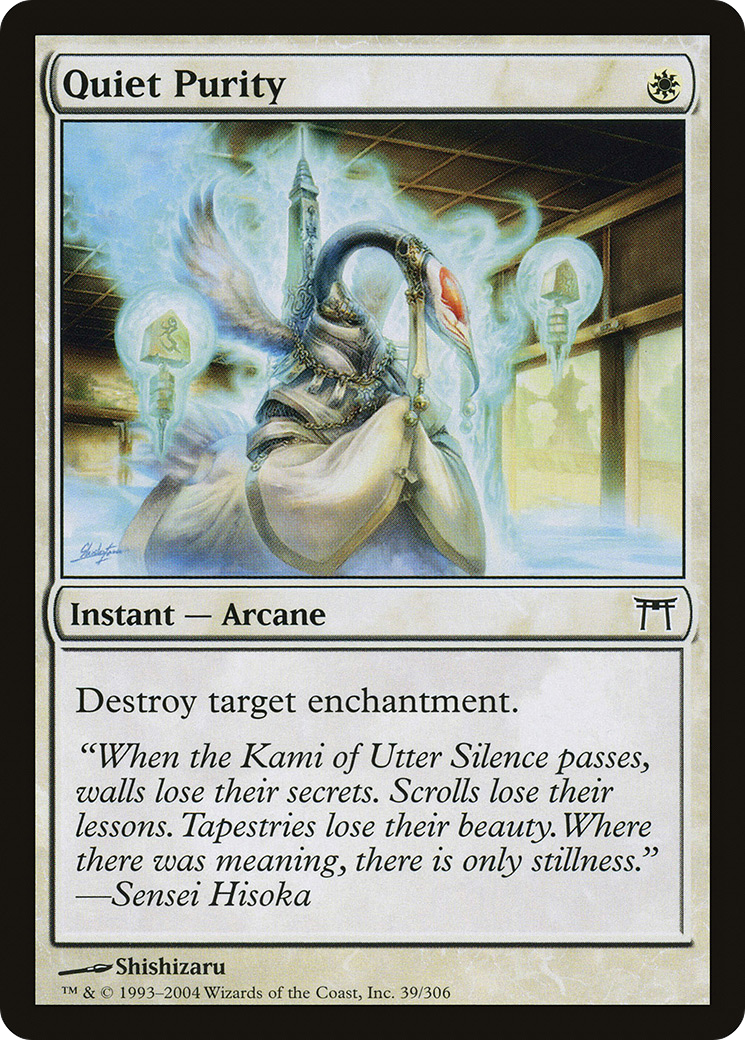 Quiet Purity
Instant — Arcane
Destroy target enchantment.
“When the Kami of Utter Silence passes,
walls lose their secrets. Scrolls lose their
lessons. Tapestries lose their beauty. Where
there was meaning, there is only stillness.”
—Sensei Hisoka
Shishizaru
™ & © 1993–2004 Wizards of the Coast, Inc. 39/306